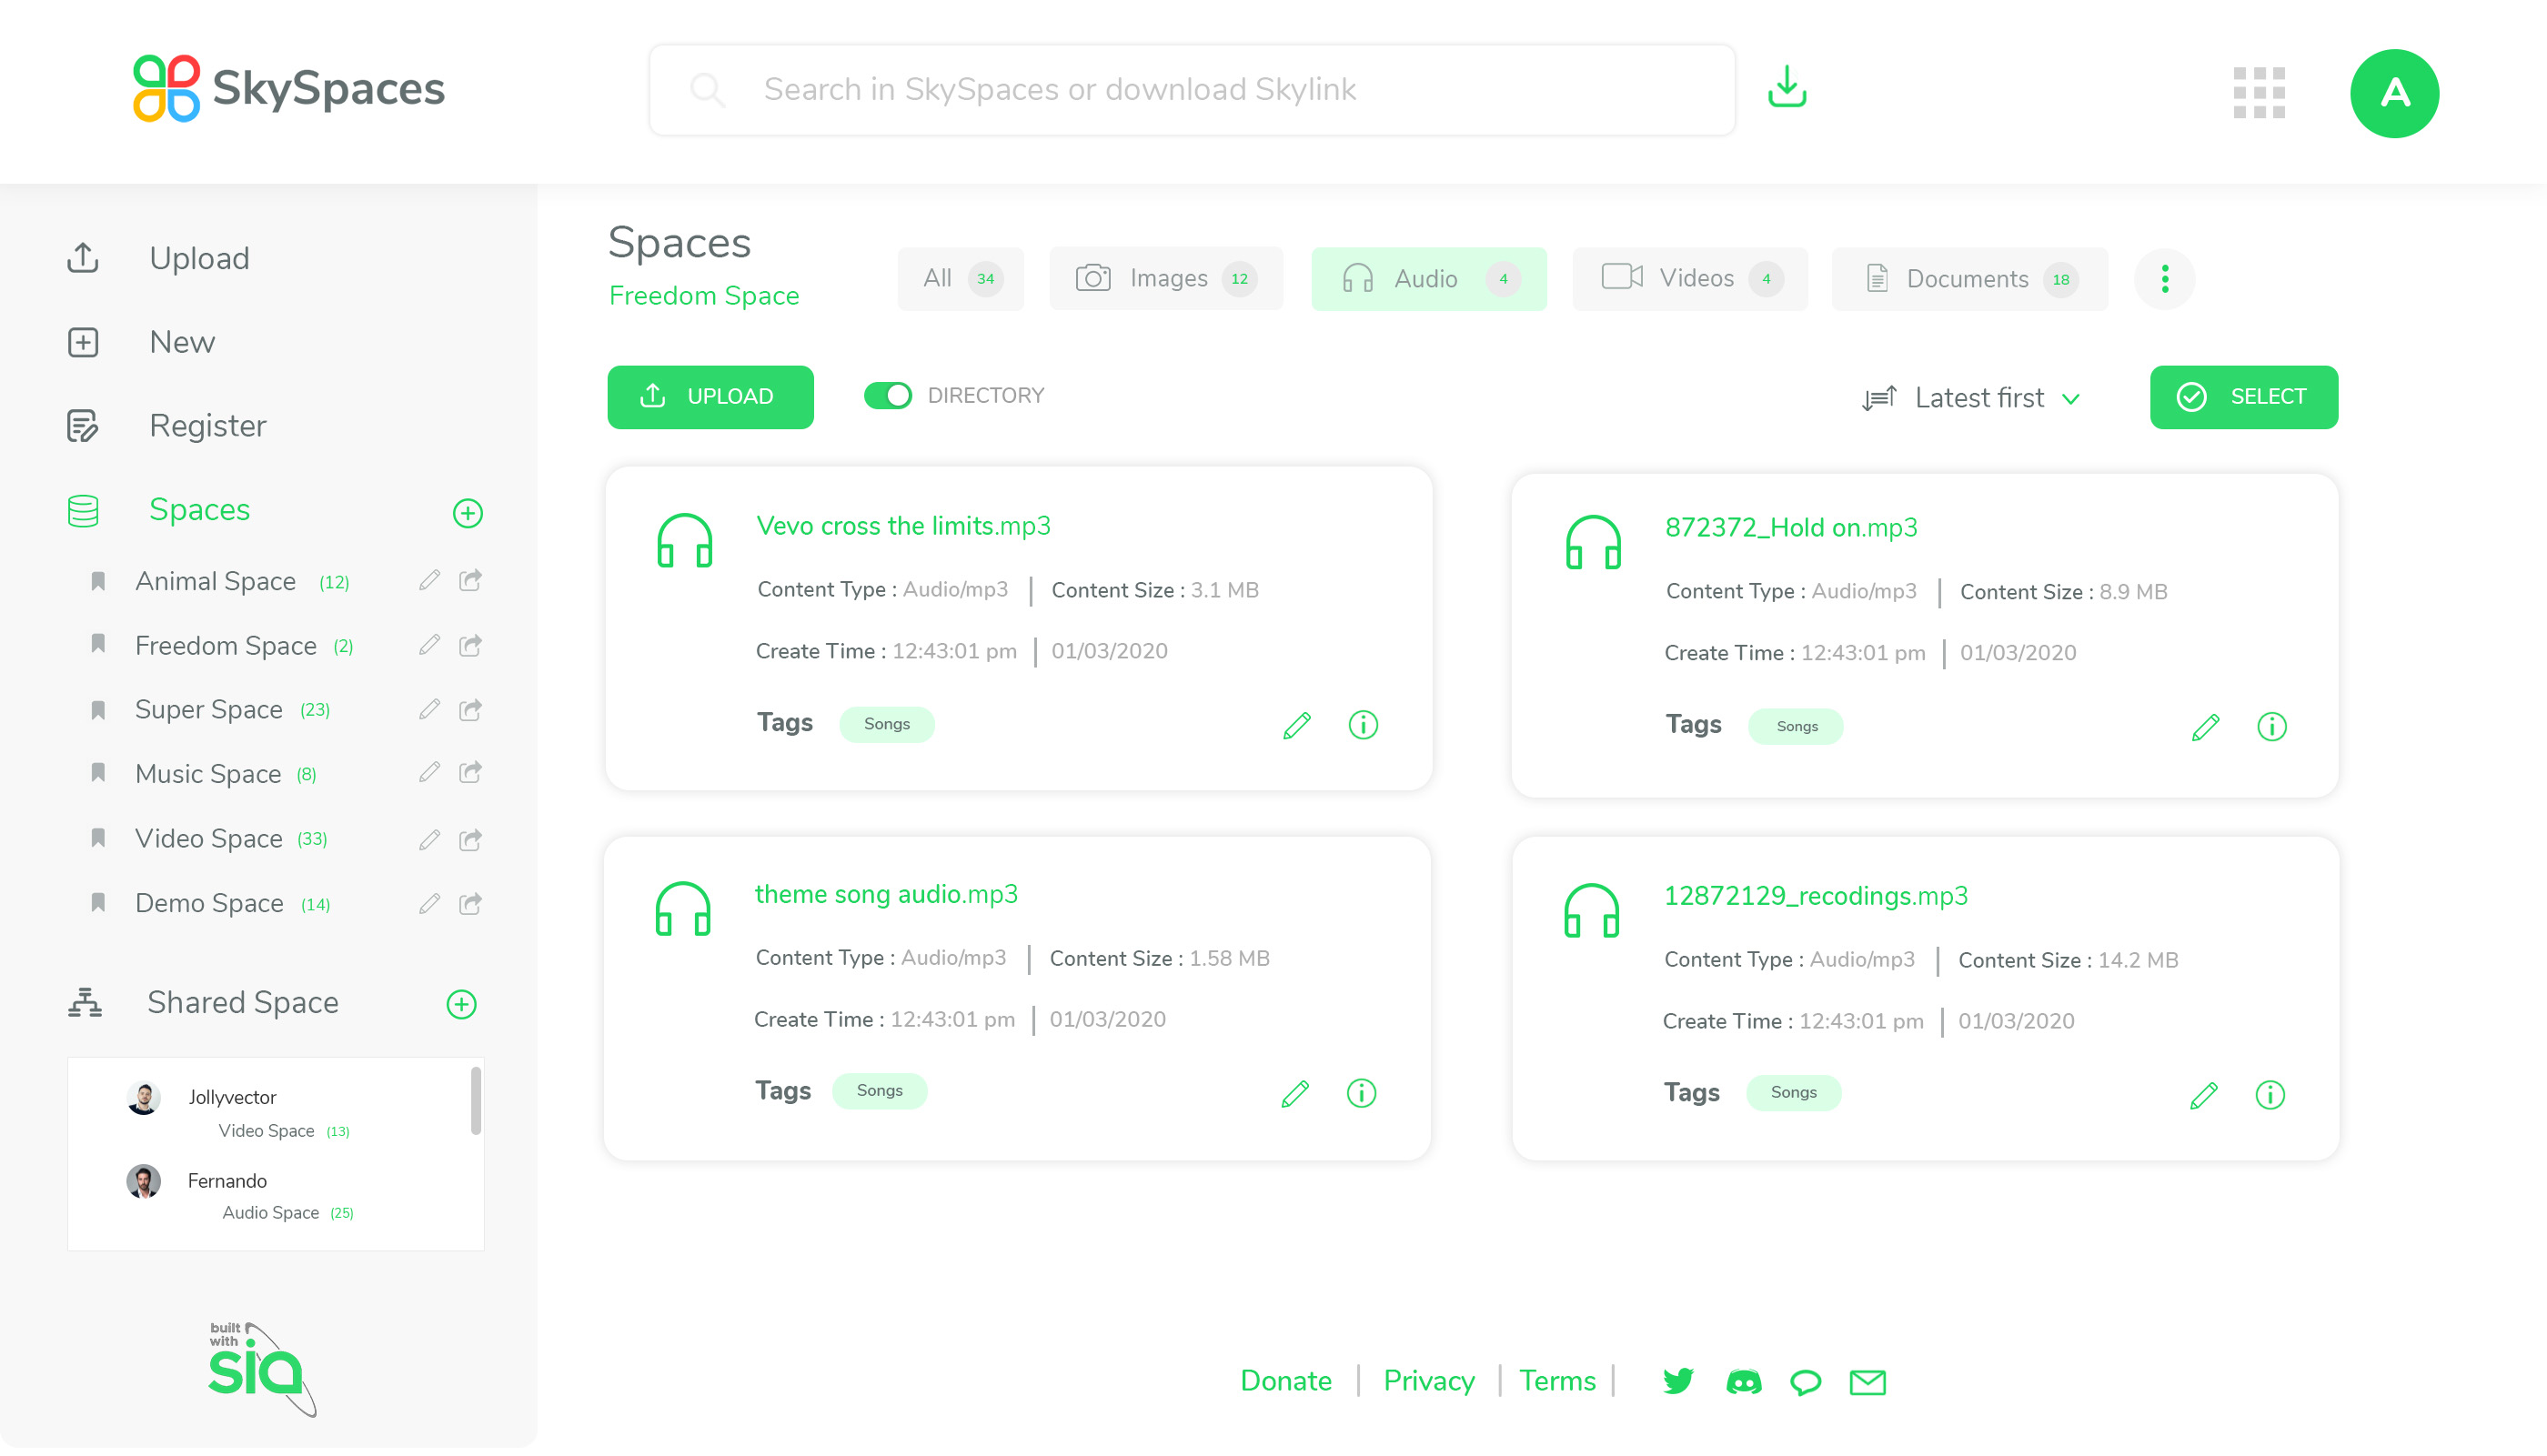 SkySpaces
Search in SkySpaces or download Skylink
A
Upload
New
Register
Spaces
Animal Space (12)
Freedom Space (2)
Super Space (23)
Music Space (8)
Video Space (33)
Demo Space (14)
Shared Space
Jollyvector
Video Space (13)
Fernando
Audio Space (25)
built
with
sia
Spaces
Freedom Space
All 34
Images 12
Audio 4
Videos 4
Documents 18
UPLOAD
DIRECTORY
Latest first
SELECT
Vevo cross the limits.mp3
Content Type : Audio/mp3 | Content Size : 3.1 MB
Create Time : 12:43:01 pm | 01/03/2020
Tags Songs
872372_Hold on.mp3
Content Type : Audio/mp3 | Content Size : 8.9 MB
Create Time : 12:43:01 pm | 01/03/2020
Tags Songs
theme song audio.mp3
Content Type : Audio/mp3 | Content Size : 1.58 MB
Create Time : 12:43:01 pm | 01/03/2020
Tags Songs
12872129_recodings.mp3
Content Type : Audio/mp3 | Content Size : 14.2 MB
Create Time : 12:43:01 pm | 01/03/2020
Tags Songs
Donate | Privacy | Terms |